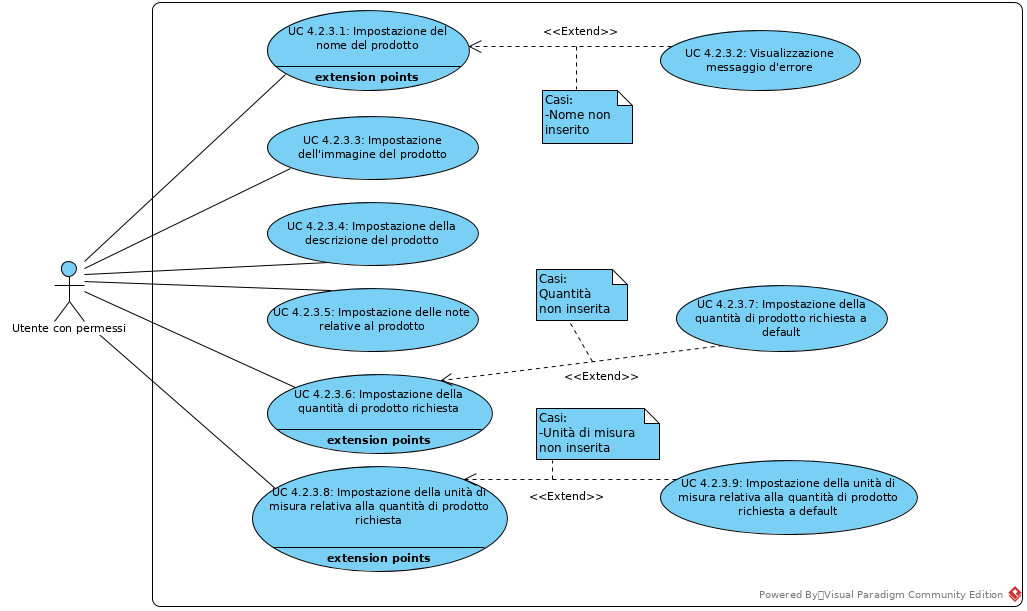 UC 4.2.3.1: Impostazione del
nome del prodotto
extension points
<<Extend>>
UC 4.2.3.2: Visualizzazione
messaggio d'errore
Casi:
-Nome non
inserito
UC 4.2.3.3: Impostazione
dell'immagine del prodotto
UC 4.2.3.4: Impostazione della
descrizione del prodotto
Utente con permessi
UC 4.2.3.5: Impostazione delle note
relative al prodotto
Casi:
Quantità
non inserita
UC 4.2.3.7: Impostazione della
quantità di prodotto richiesta a
default
<<Extend>>
UC 4.2.3.6: Impostazione della
quantità di prodotto richiesta
extension points
Casi:
-Unità di misura
non inserita
UC 4.2.3.8: Impostazione della unità di
misura relativa alla quantità di prodotto
richiesta
extension points
<<Extend>>
UC 4.2.3.9: Impostazione della unità di
misura relativa alla quantità di prodotto
richiesta a default
Powered By Visual Paradigm Community Edition